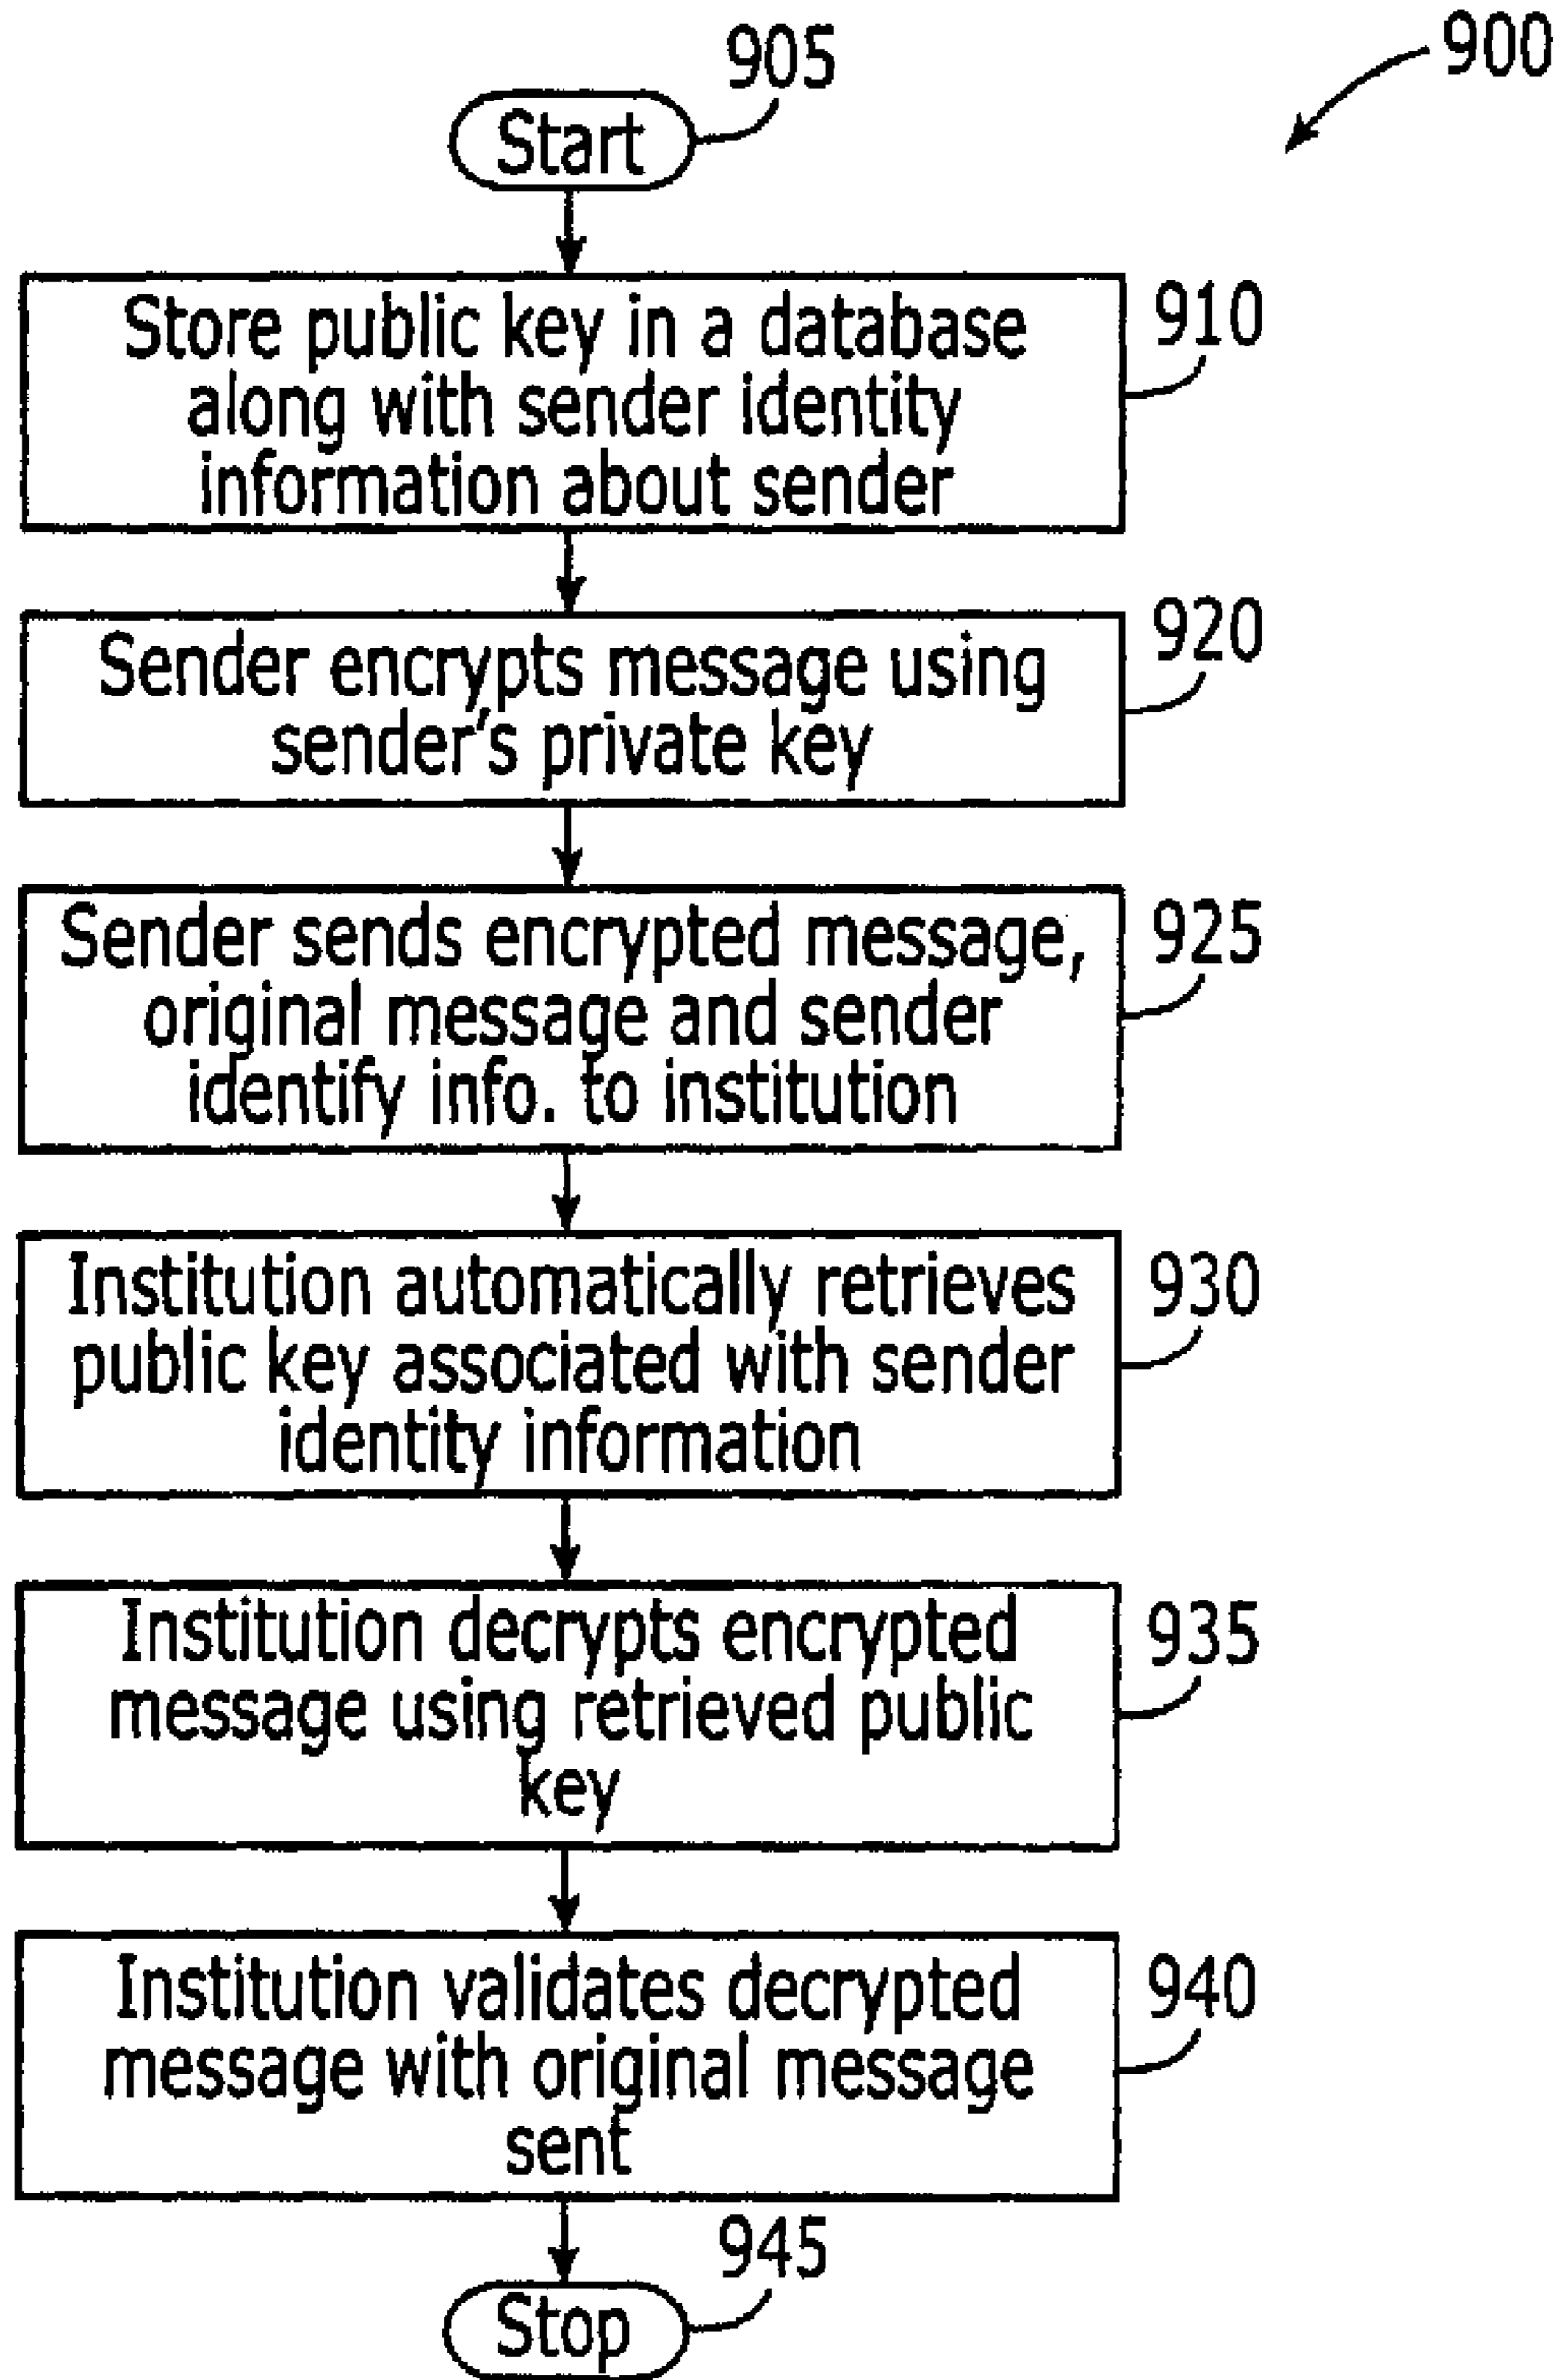 900
905
Start
Store public key in a database
along with sender identity
information about sender
910
Sender encrypts message using
sender's private key
920
Sender sends encrypted message,
original message and sender
identify info. to institution
925
Institution automatically retrieves
public key associated with sender
identity information
930
Institution decrypts encrypted
message using retrieved public
key
935
Institution validates decrypted
message with original message
sent
940
945
Stop